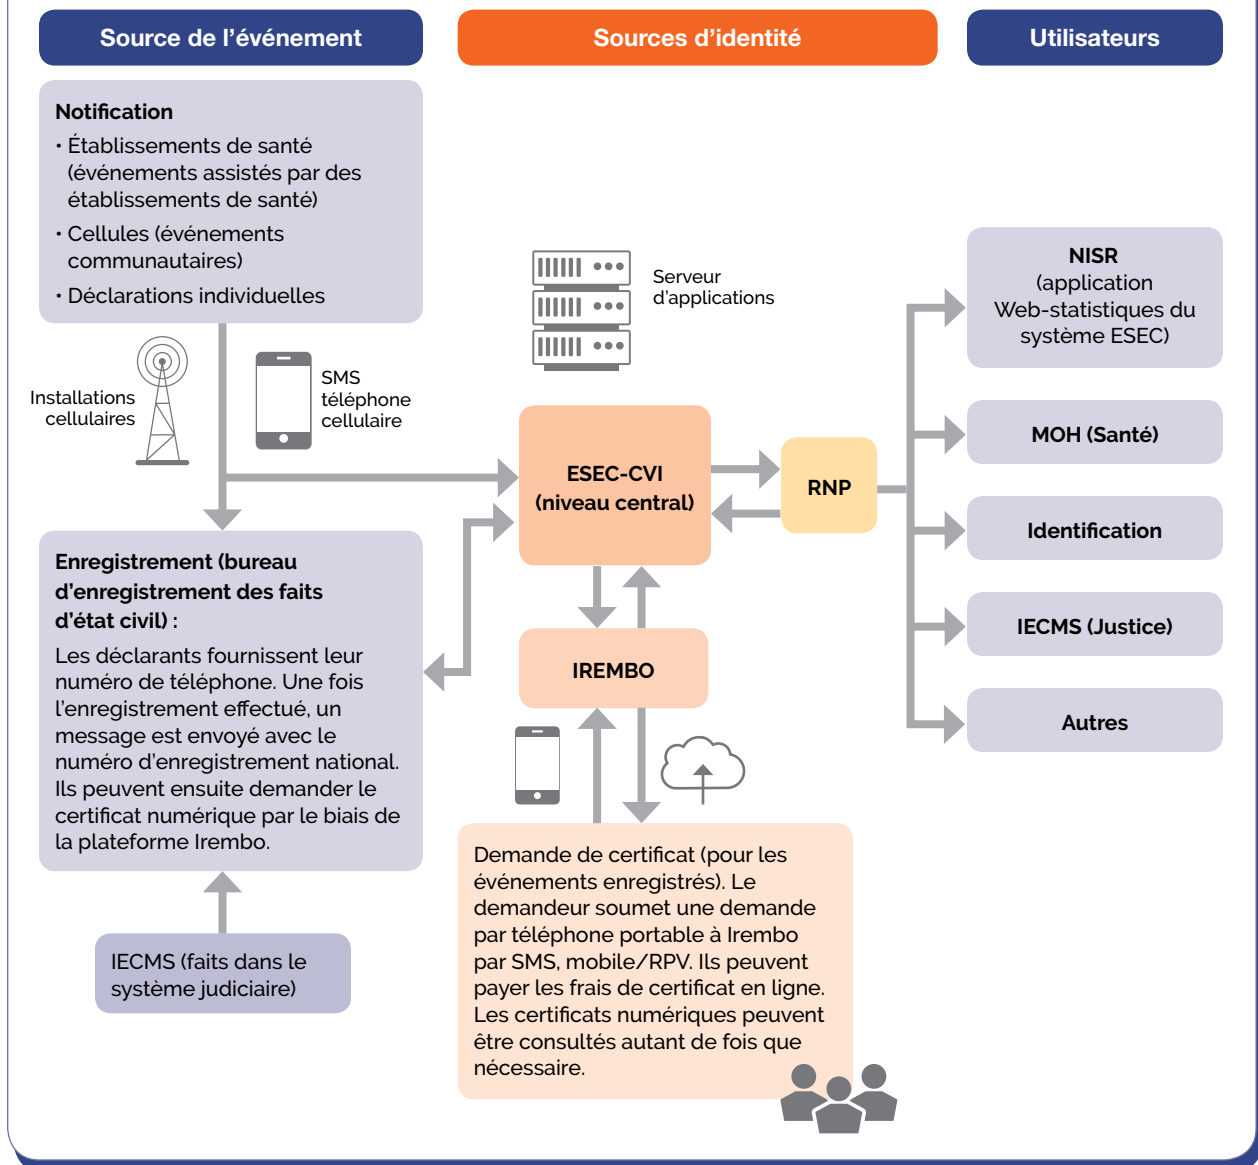 Source de l'événement
Notification
• Établissements de santé
(événements assistés par des
établissements de santé)
• Cellules (événements
communautaires)
• Déclarations individuelles
Installations
cellulaires
SMS
téléphone
cellulaire
Enregistrement (bureau
d'enregistrement des faits
d'état civil) :
Les déclarants fournissent leur
numéro de téléphone. Une fois
l'enregistrement effectué, un
message est envoyé avec le
numéro d'enregistrement national.
Ils peuvent ensuite demander le
certificat numérique par le biais de
la plateforme Irembo.
IECMS (faits dans le
système judiciaire)
Sources d'identité
Serveur
d'applications
ESEC-CVI
(niveau central)
RNP
IREMBO
Demande de certificat (pour les
événements enregistrés). Le
demandeur soumet une demande
par téléphone portable à Irembo
par SMS, mobile/RPV. Ils peuvent
payer les frais de certificat en ligne.
Les certificats numériques peuvent
être consultés autant de fois que
nécessaire.
Utilisateurs
NISR
(application
Web-statistiques du
système ESEC)
MOH (Santé)
Identification
IECMS (Justice)
Autres